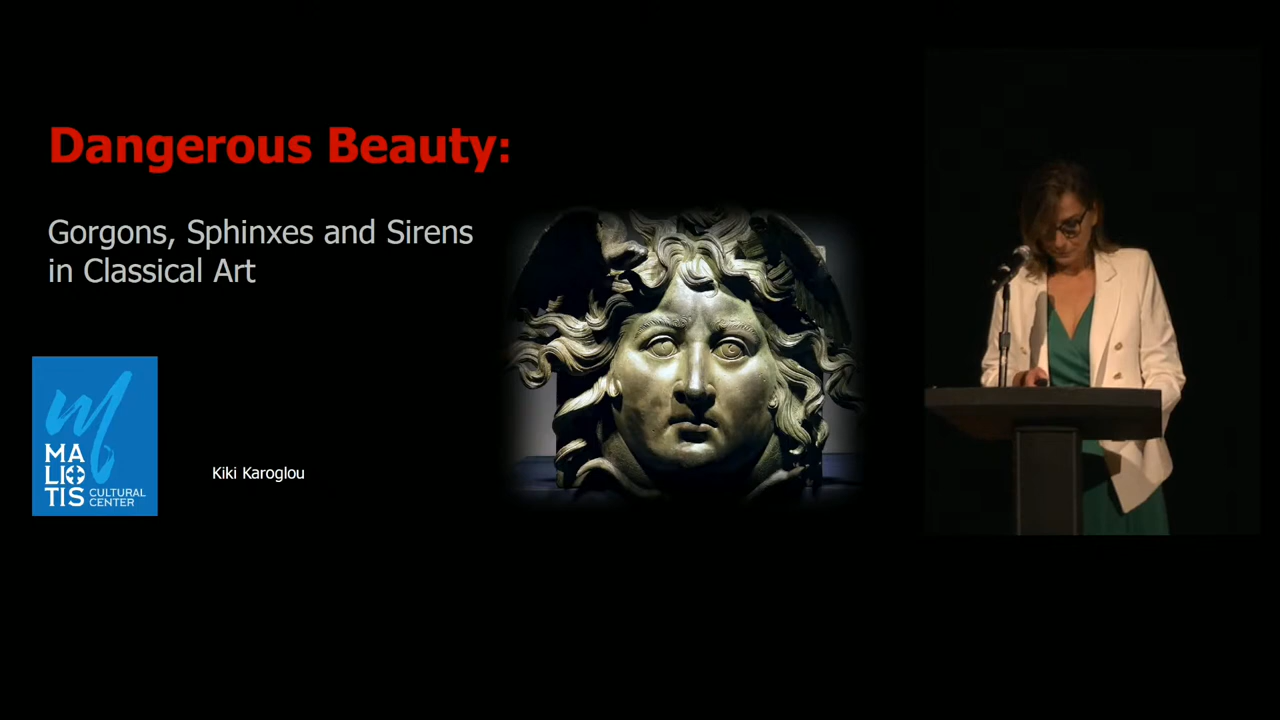 Dangerous Beauty:
Gorgons, Sphinxes and Sirens
in Classical Art
MA
LIO
TIS
CULTURAL
CENTER
Kiki Karoglou